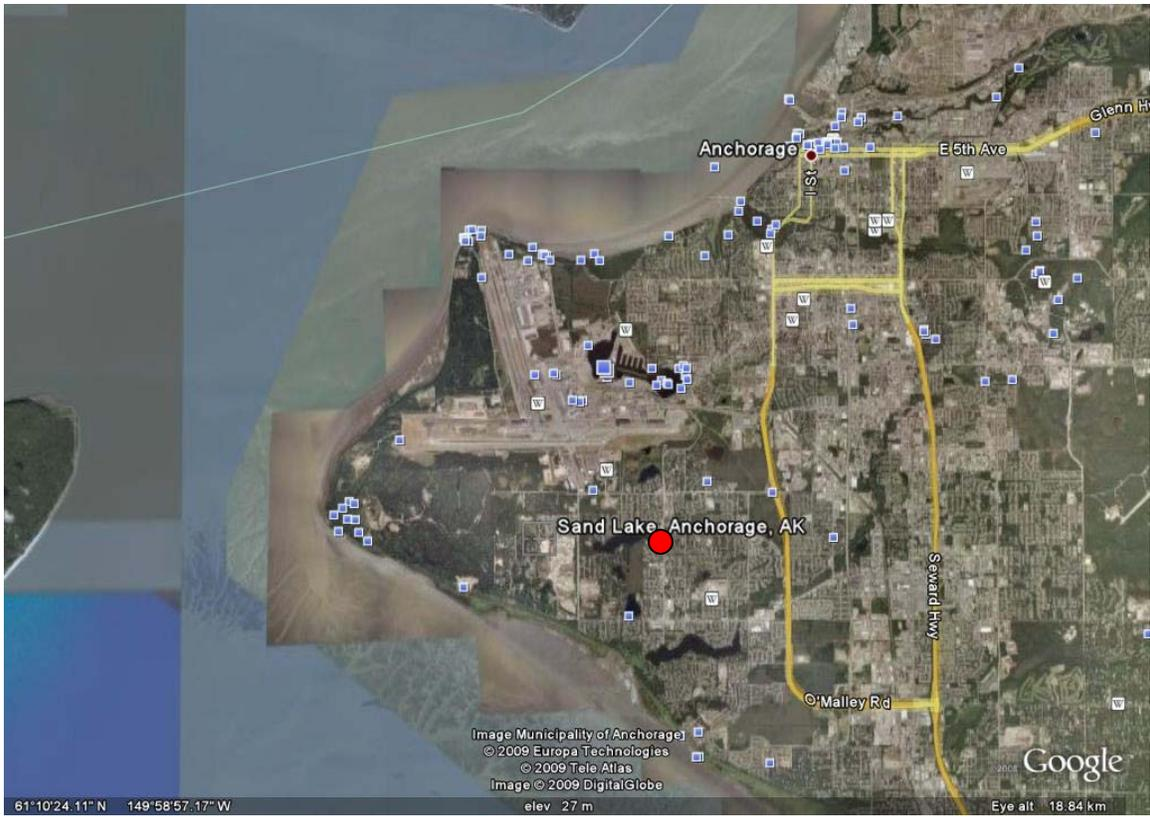 Glenn H
Anchorage
E 5th Ave
I St
Sand Lake, Anchorage, AK
Seward Hwy
O'Malley Rd
Image Municipality of Anchorage
© 2009 Europa Technologies
© 2009 Tele Atlas
Image © 2009 DigitalGlobe
Google
61°10'24.11" N 149°58'57.17" W elev 27 m Eye alt 18.84 km